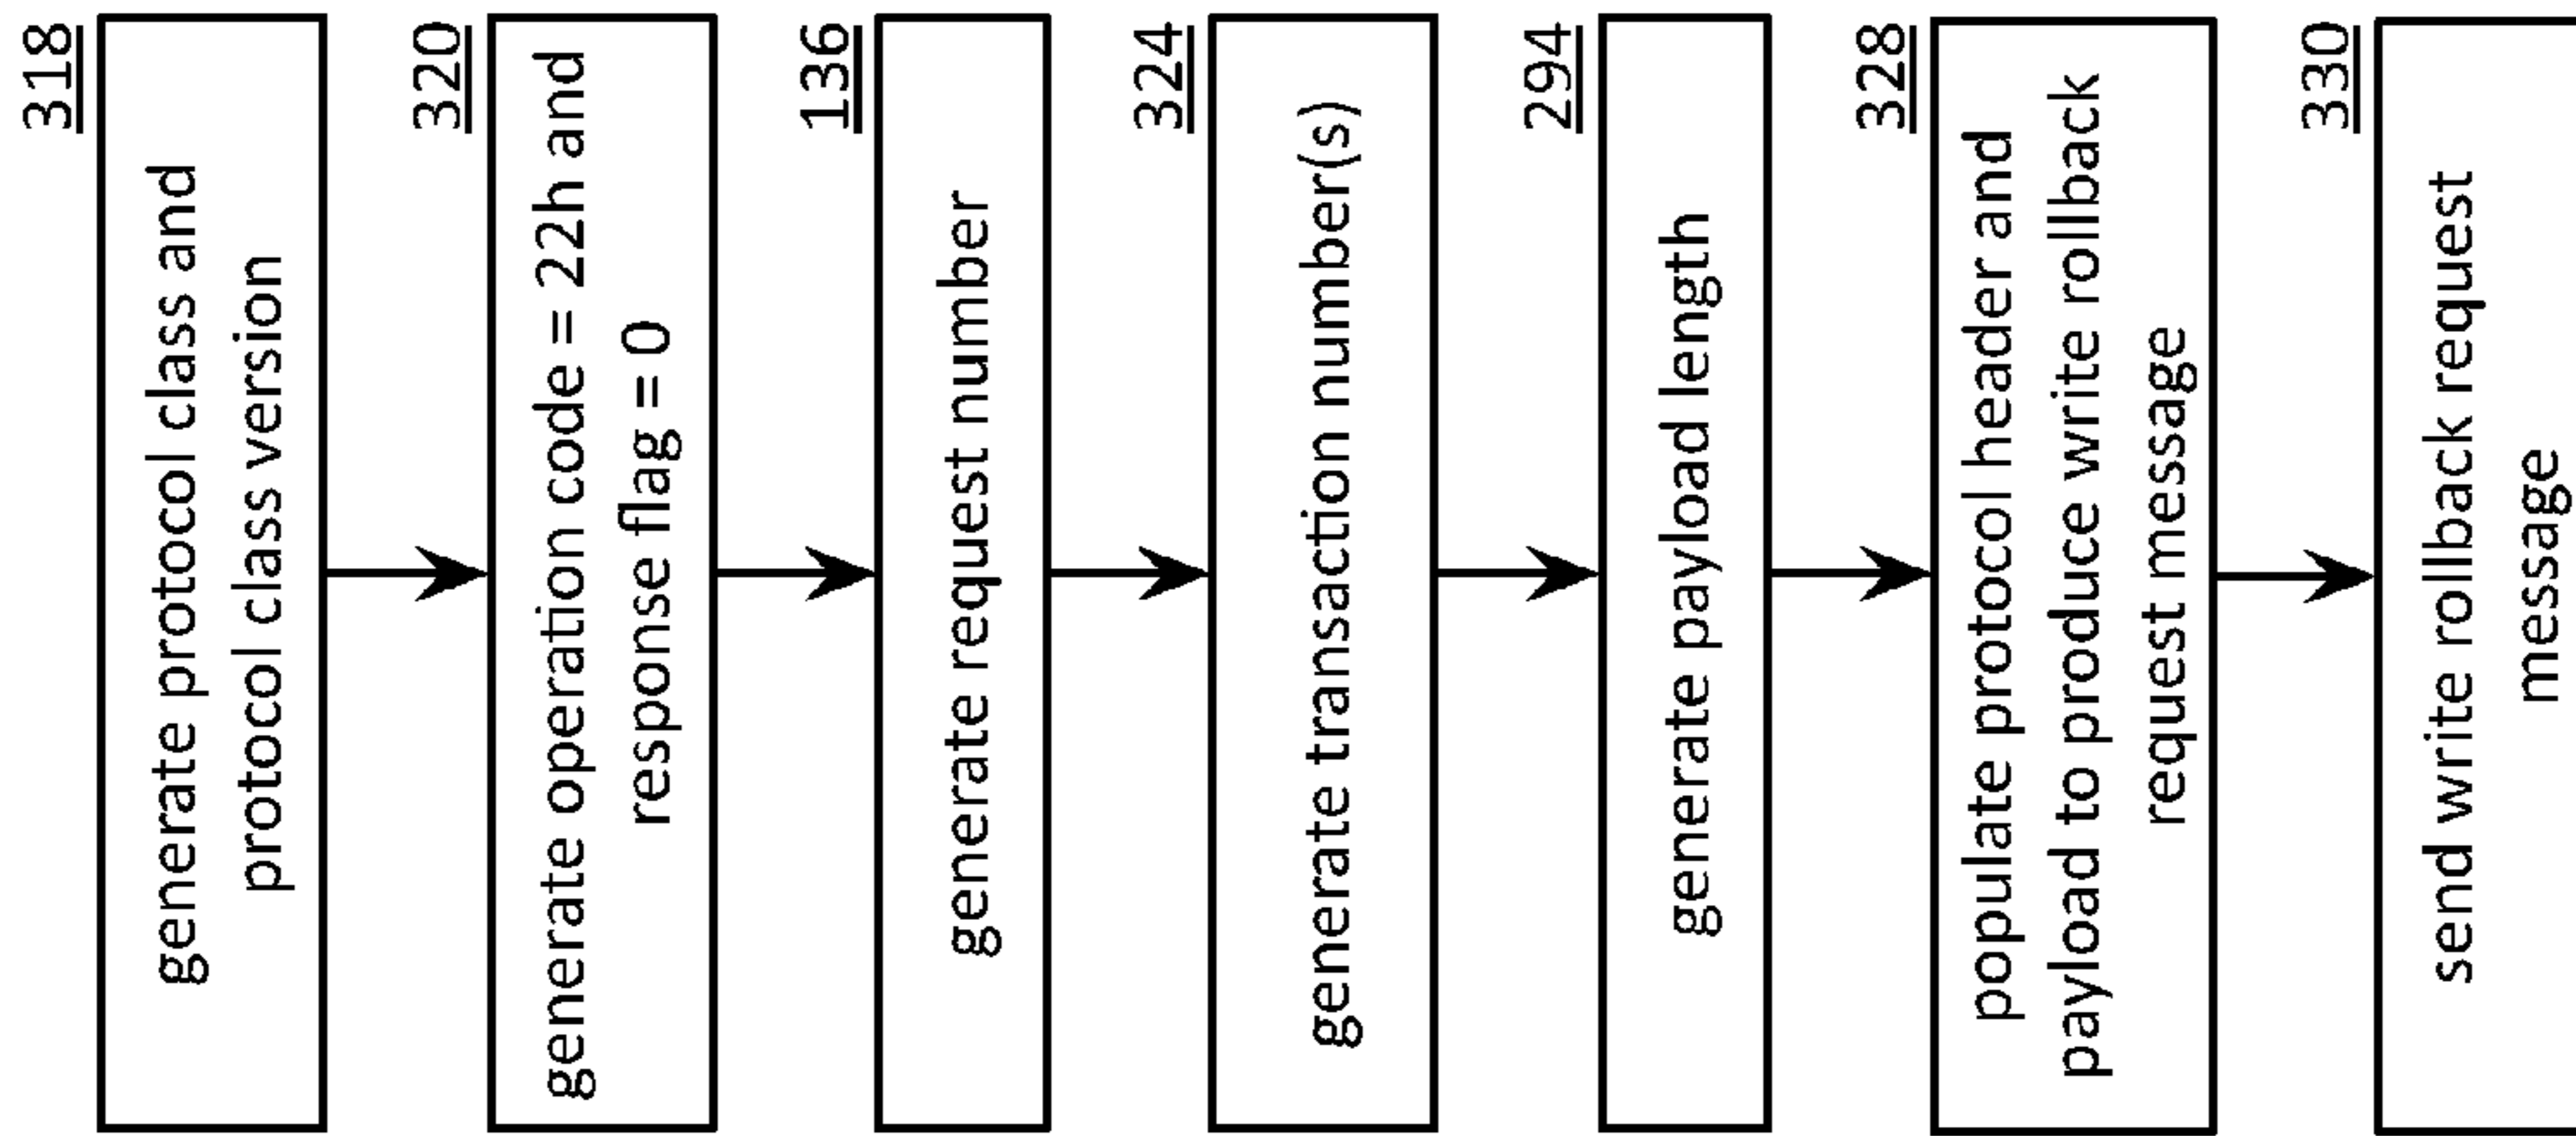 318
generate protocol class and
protocol class version
320
generate operation code = 22h and
response flag = 0
136
generate request number
324
generate transaction number(s)
294
generate payload length
328
populate protocol header and
payload to produce write rollback
request message
330
send write rollback request
message